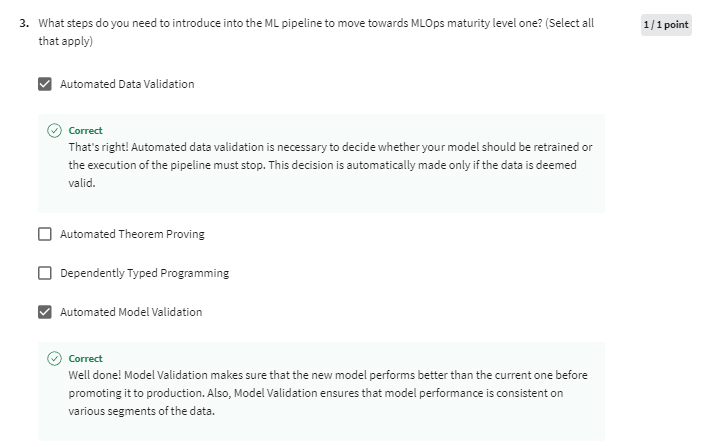 3. What steps do you need to introduce into the ML pipeline to move towards MLOps maturity level one? (Select all
that apply)
1 / 1 point
Automated Data Validation
Correct
That's right! Automated data validation is necessary to decide whether your model should be retrained or
the execution of the pipeline must stop. This decision is automatically made only if the data is deemed
valid.
Automated Theorem Proving
Dependently Typed Programming
Automated Model Validation
Correct
Well done! Model Validation makes sure that the new model performs better than the current one before
promoting it to production. Also, Model Validation ensures that model performance is consistent on
various segments of the data.